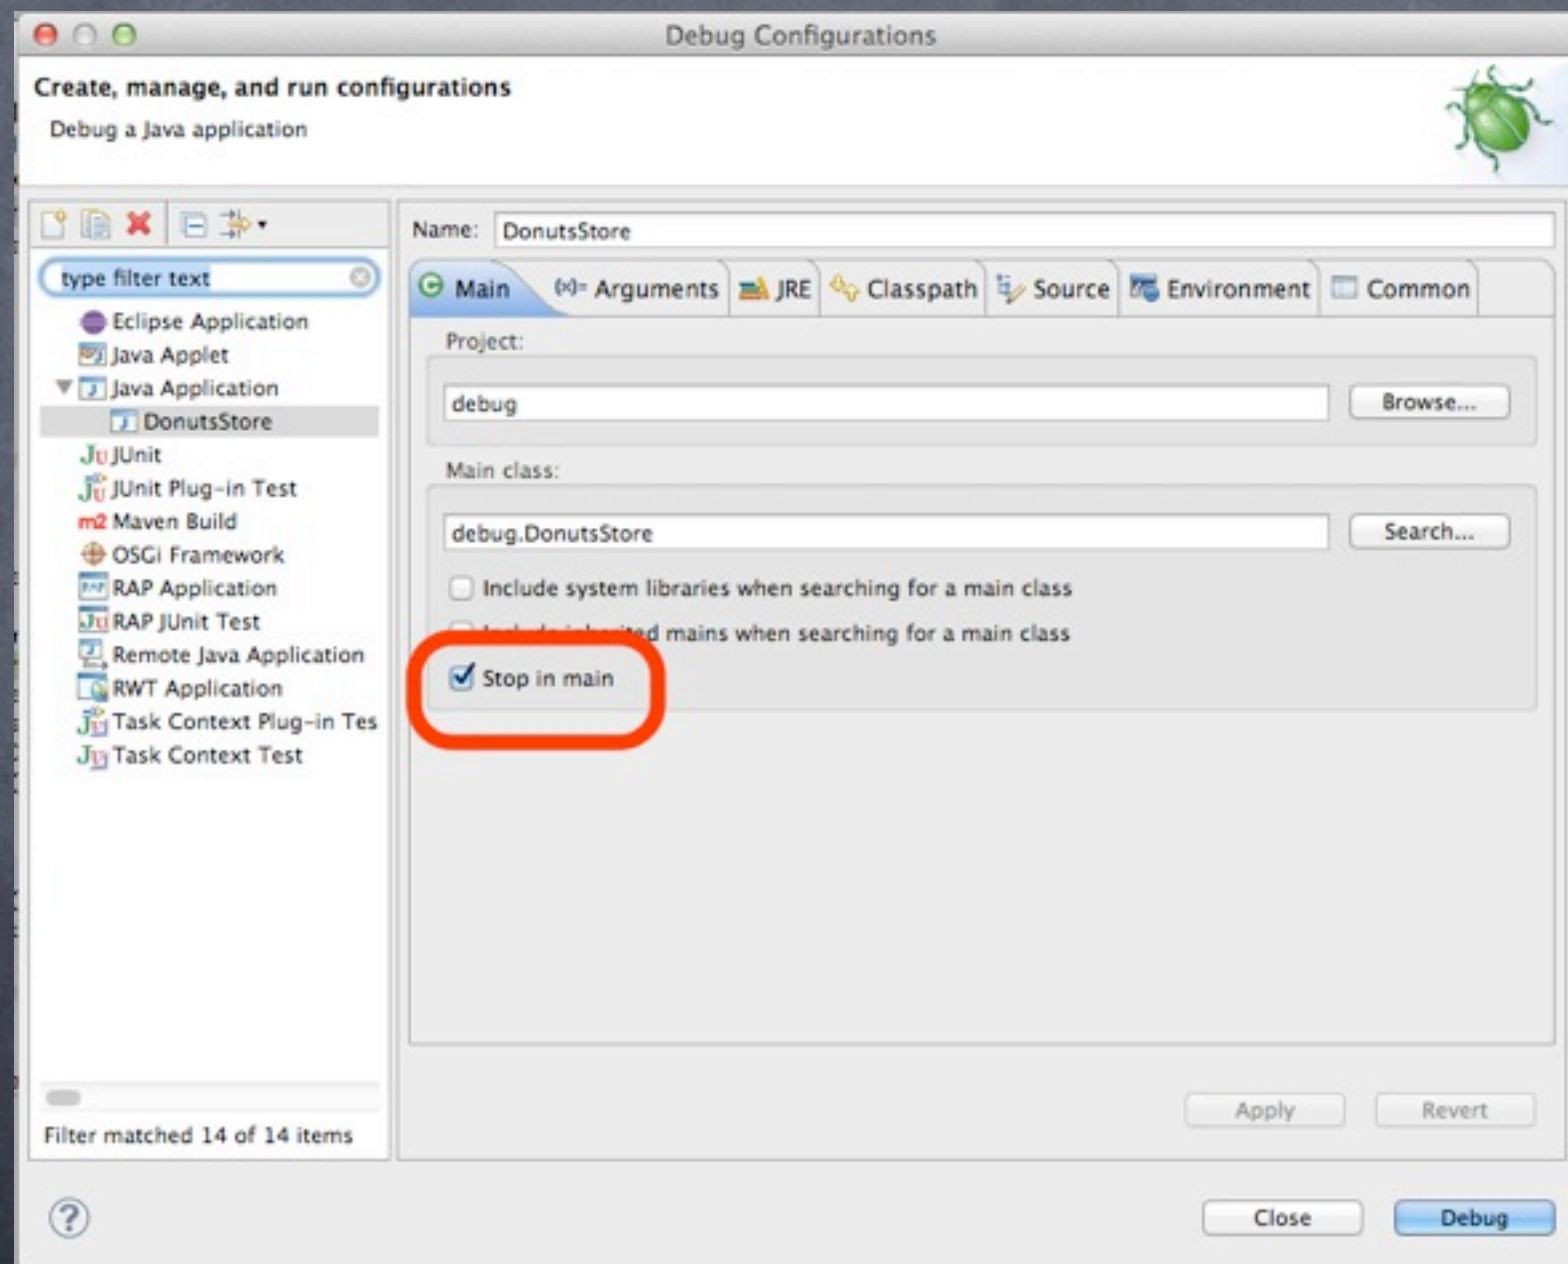 Debug Configurations
Create, manage, and run configurations
Debug a Java application
type filter text
Eclipse Application
Java Applet
Java Application
DonutsStore
JUnit
JUnit Plug-in Test
m2 Maven Build
OSGi Framework
RAP Application
RAP JUnit Test
Remote Java Application
RWT Application
Task Context Plug-in Tes
Task Context Test
Filter matched 14 of 14 items
Name: DonutsStore
Main (x)= Arguments JRE Classpath Source Environment Common
Project:
debug Browse...
Main class:
debug.DonutsStore Search...
Include system libraries when searching for a main class
Include inherited mains when searching for a main class
Stop in main
Apply Revert
? Close Debug